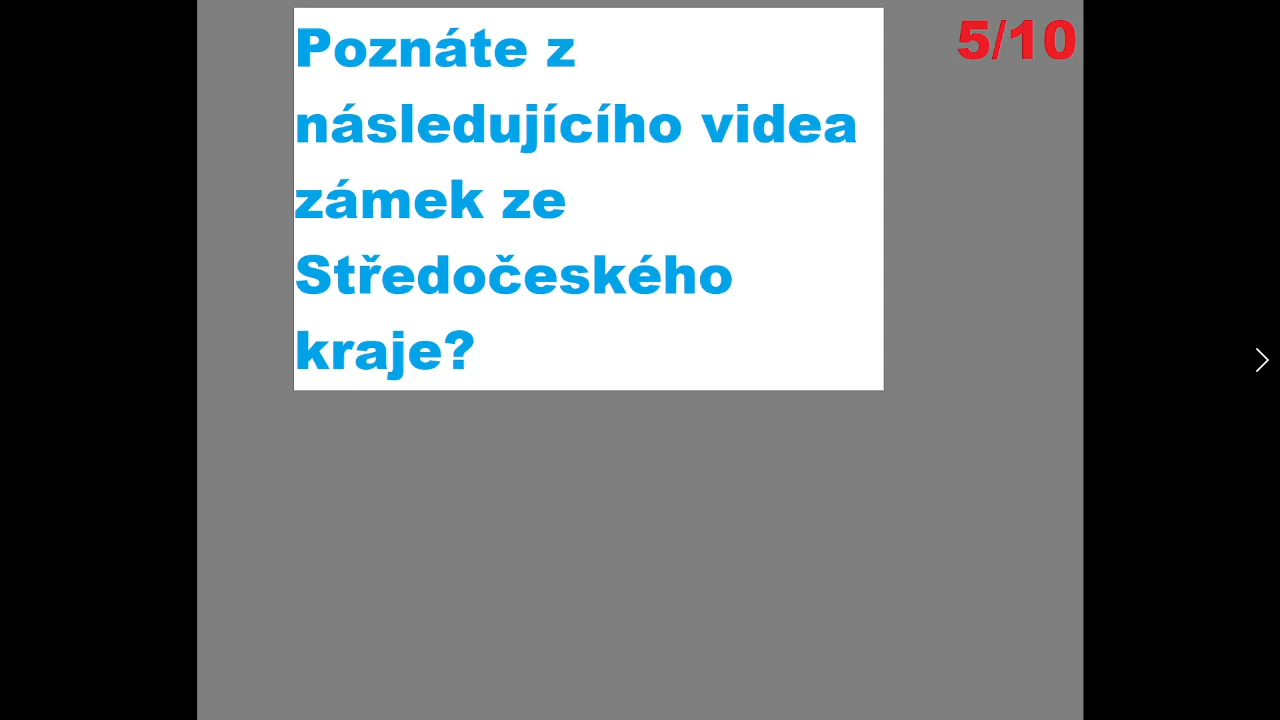 Poznáte z
následujícího videa
zámek ze
Středočeského
kraje?
5/10